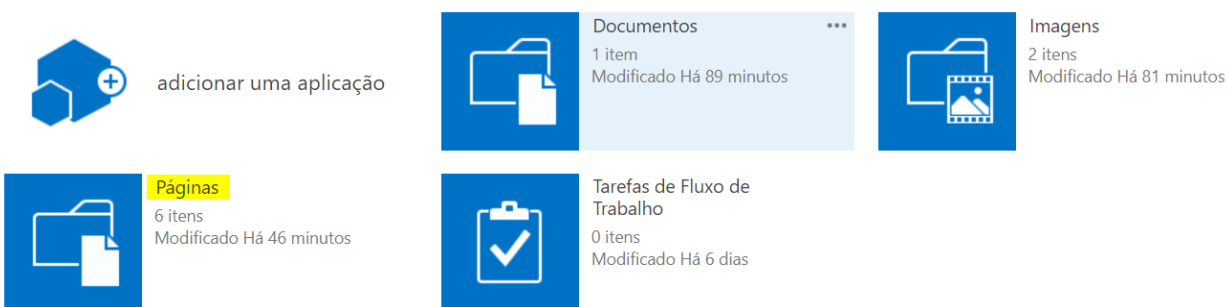 adicionar uma aplicação
Documentos
1 item
Modificado Há 89 minutos
Imagens
2 itens
Modificado Há 81 minutos
Páginas
6 itens
Modificado Há 46 minutos
Tarefas de Fluxo de
Trabalho
0 itens
Modificado Há 6 dias